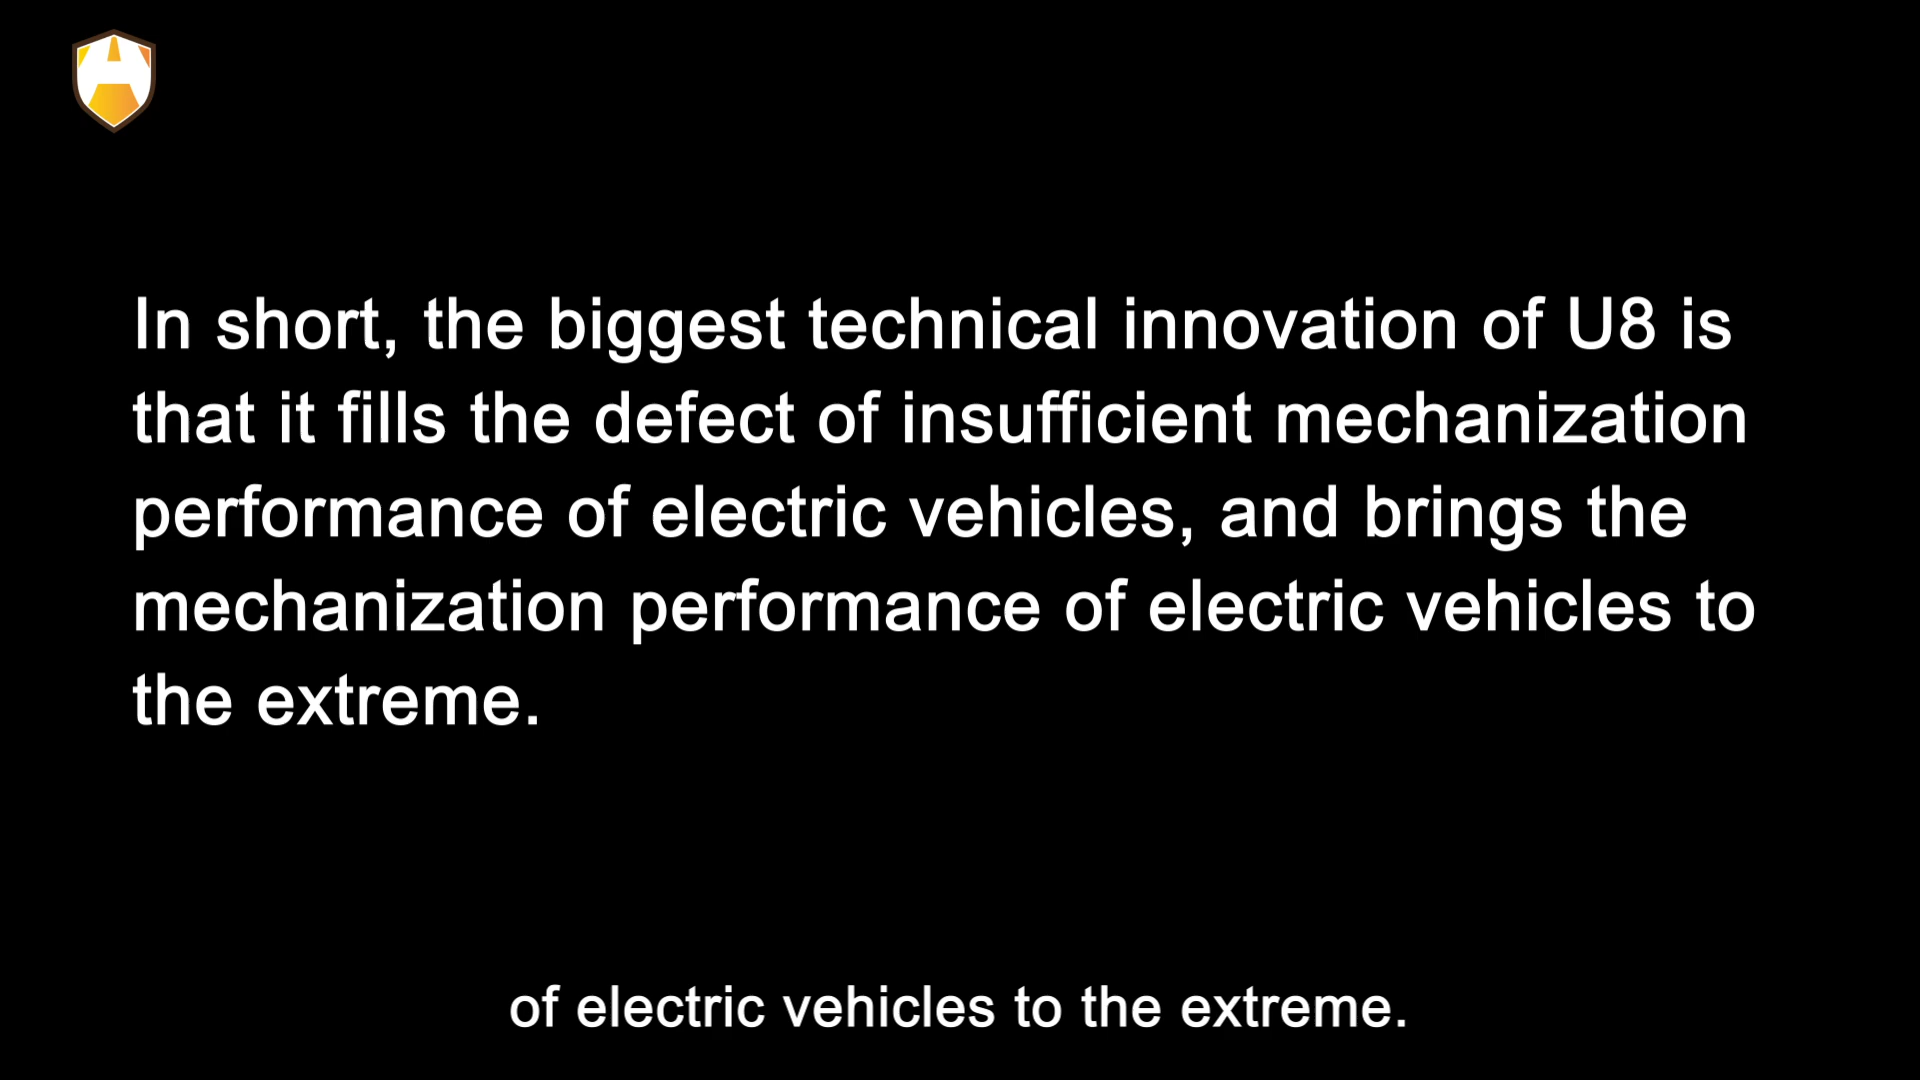 In short, the biggest technical innovation of U8 is
that it fills the defect of insufficient mechanization
performance of electric vehicles, and brings the
mechanization performance of electric vehicles to
the extreme.
of electric vehicles to the extreme.